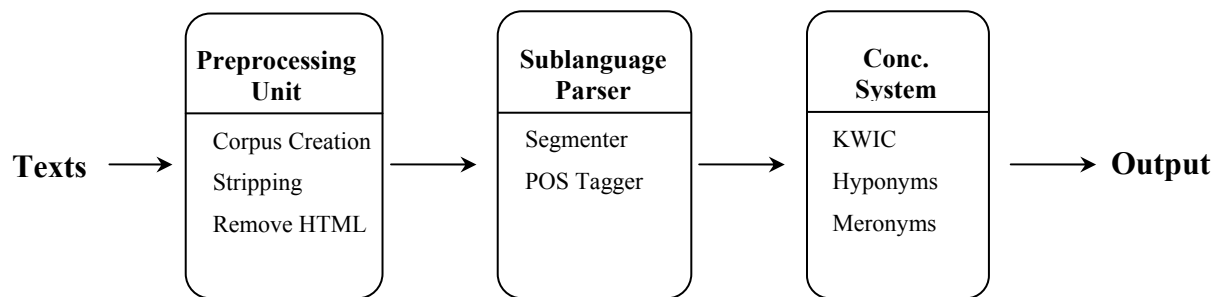 Texts
Preprocessing
Unit
Corpus Creation
Stripping
Remove HTML
Sublanguage
Parser
Segmenter
POS Tagger
Conc.
System
KWIC
Hyponyms
Meronyms
Output